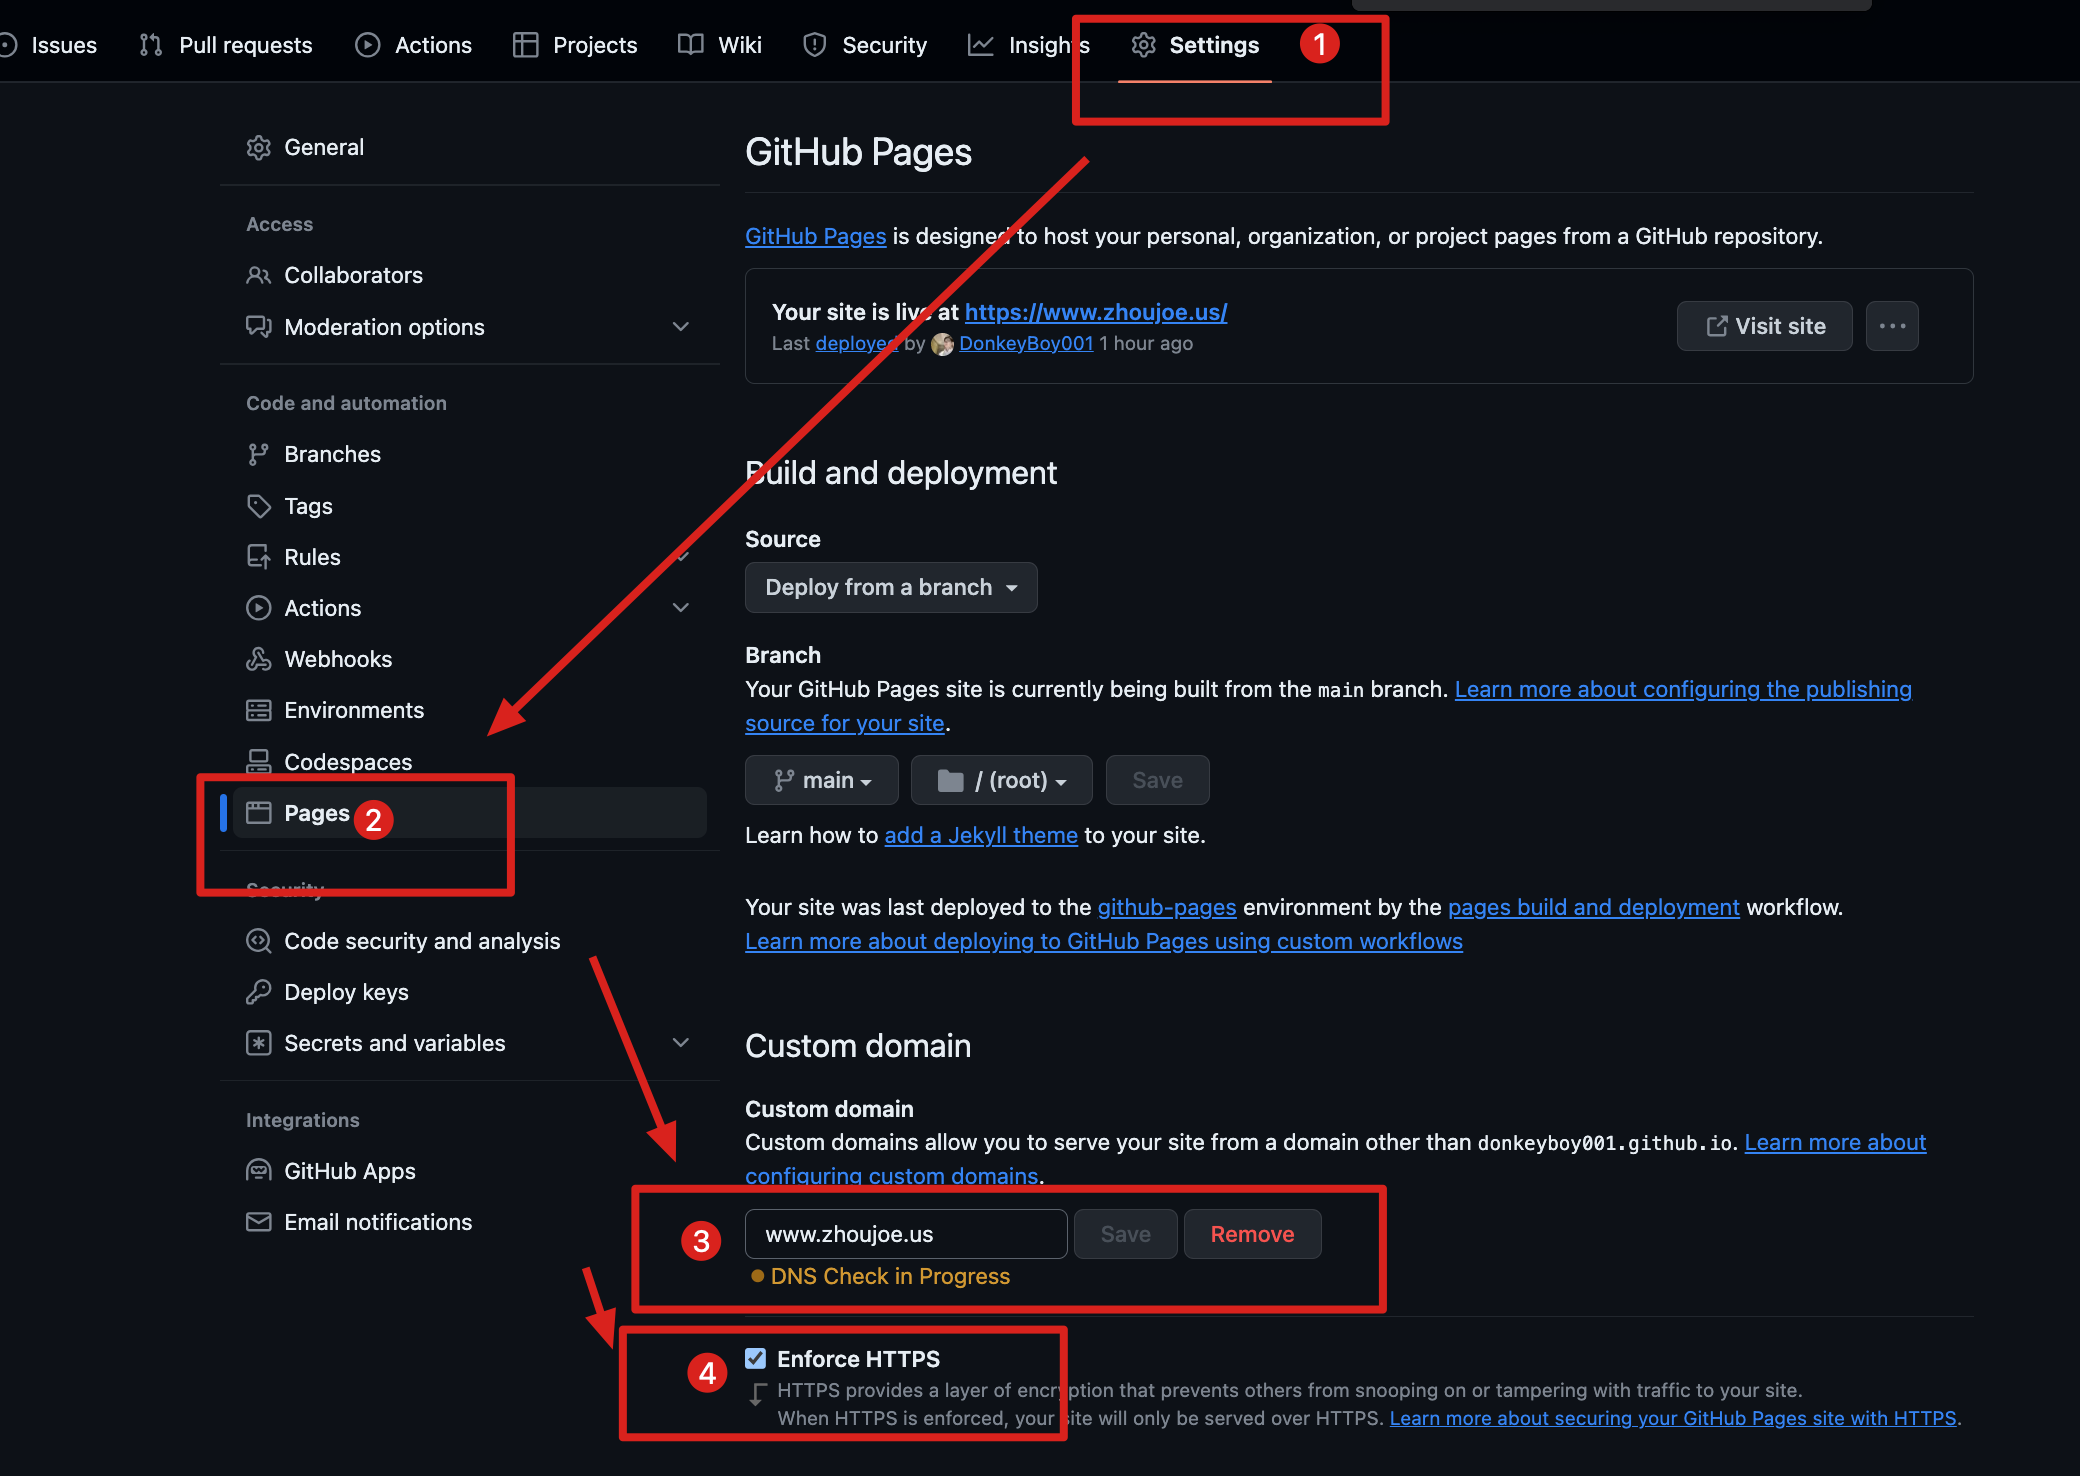 Issues
Pull requests
Actions
Projects
Wiki
Security
Insights
Settings
1
General
Access
Collaborators
Moderation options
Code and automation
Branches
Tags
Rules
Actions
Webhooks
Environments
Codespaces
Pages
2
Security
Code security and analysis
Deploy keys
Secrets and variables
Integrations
GitHub Apps
Email notifications
GitHub Pages
GitHub Pages is designed to host your personal, organization, or project pages from a GitHub repository.
Your site is live at https://www.zhoujoe.us/
Last deployed by DonkeyBoy001 1 hour ago
Visit site
Build and deployment
Source
Deploy from a branch
Branch
Your GitHub Pages site is currently being built from the main branch. Learn more about configuring the publishing
source for your site.
main
/ (root)
Save
Learn how to add a Jekyll theme to your site.
Your site was last deployed to the github-pages environment by the pages build and deployment workflow.
Learn more about deploying to GitHub Pages using custom workflows
Custom domain
Custom domain
Custom domains allow you to serve your site from a domain other than donkeyboy001.github.io. Learn more about
configuring custom domains.
3
www.zhoujoe.us
Save
Remove
DNS Check in Progress
4
Enforce HTTPS
HTTPS provides a layer of encryption that prevents others from snooping on or tampering with traffic to your site.
When HTTPS is enforced, your site will only be served over HTTPS. Learn more about securing your GitHub Pages site with HTTPS.